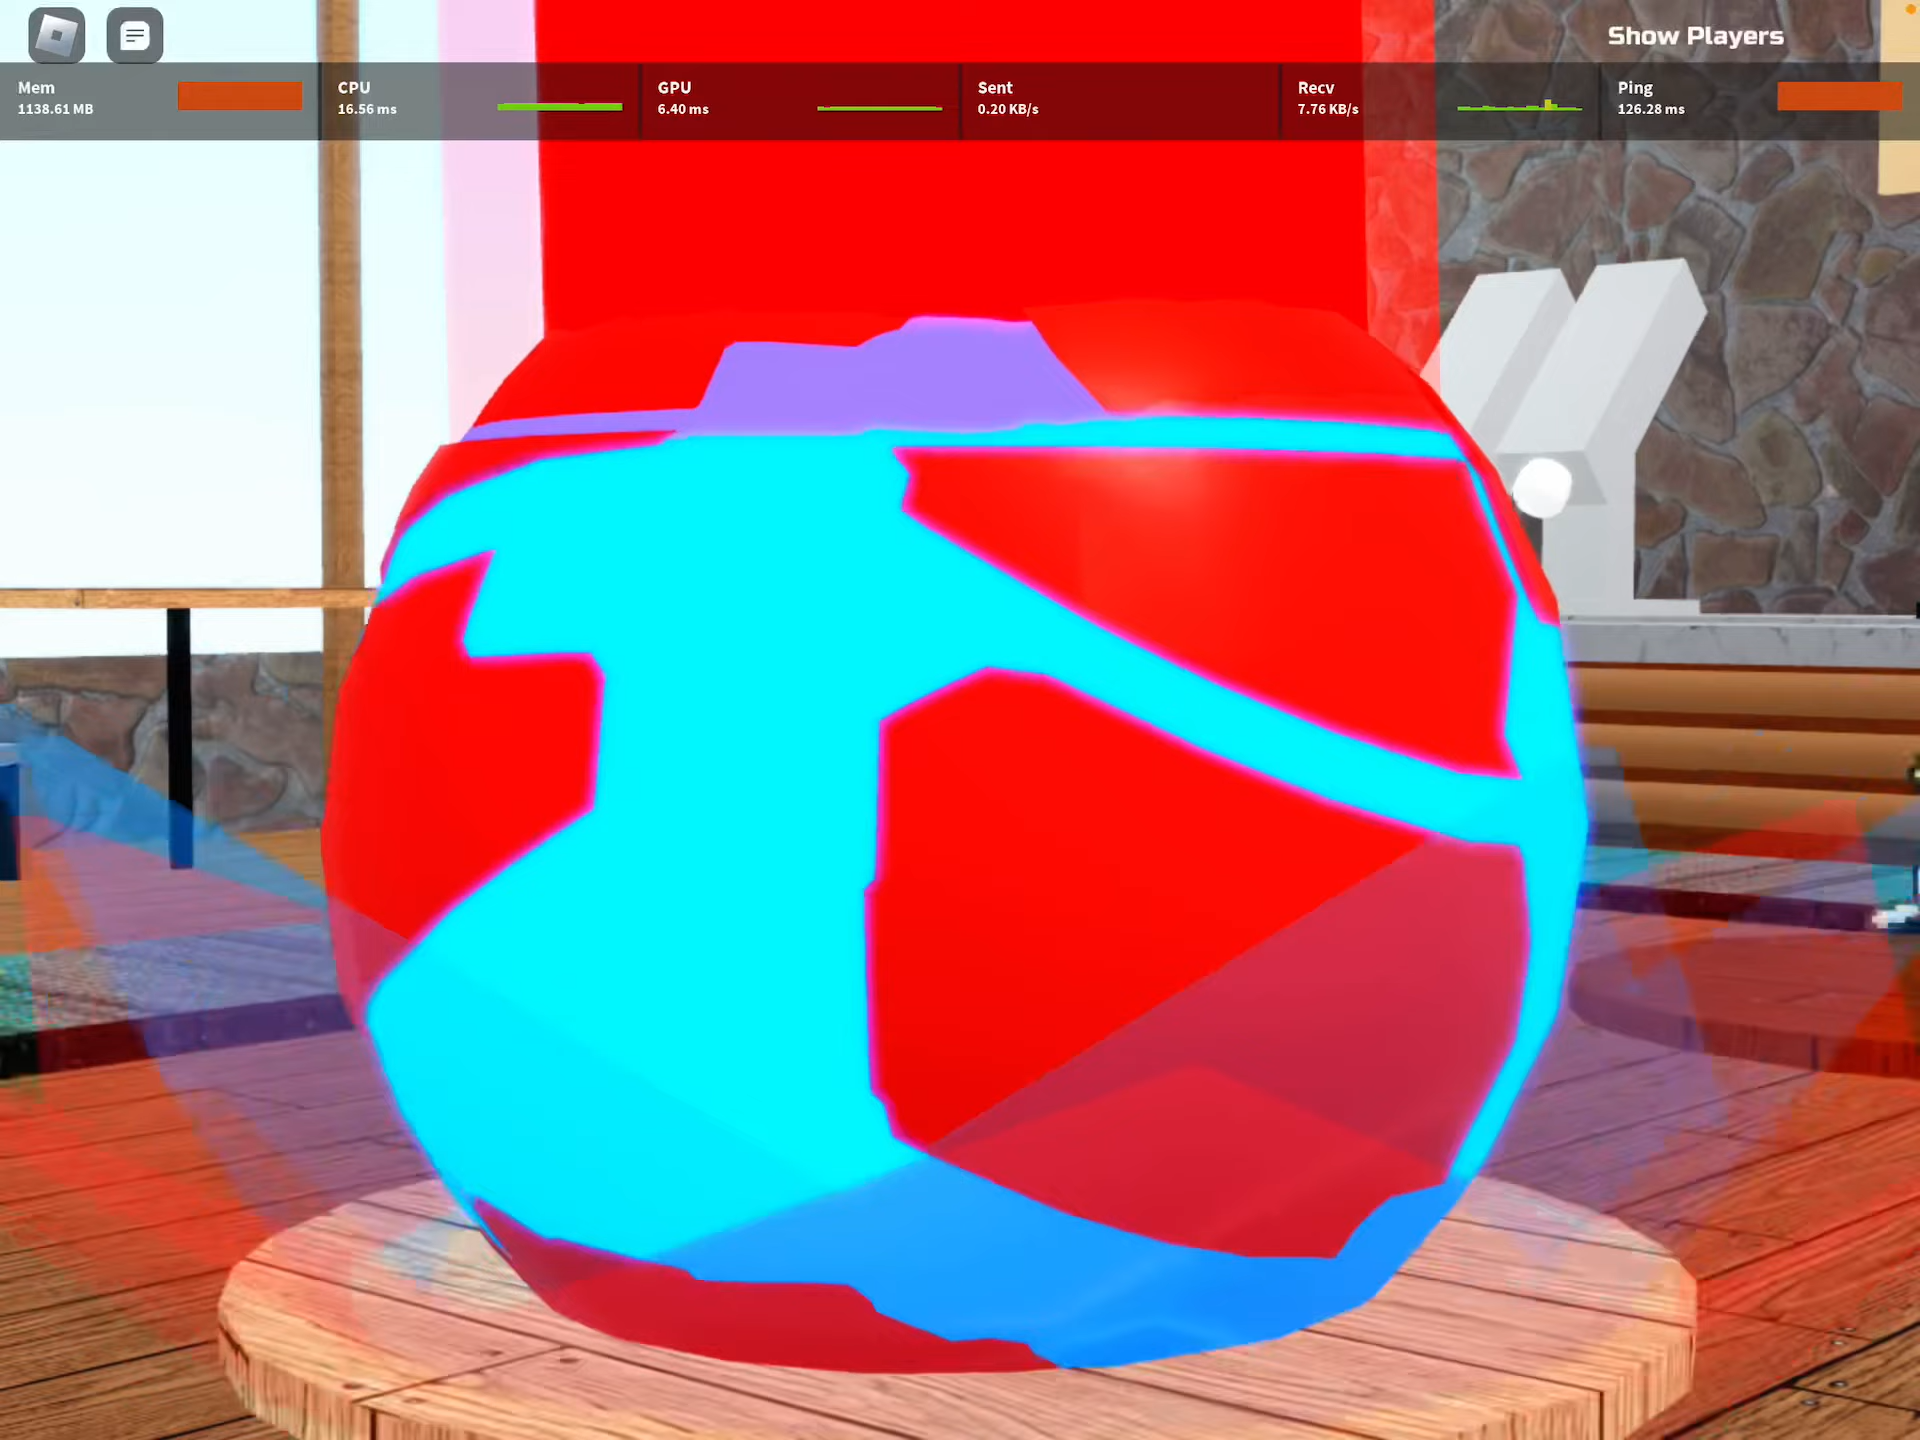 Show Players
Mem
1138.61 MB
CPU
16.56 ms
GPU
6.40 ms
Sent
0.20 KB/s
Recv
7.76 KB/s
Ping
126.28 ms